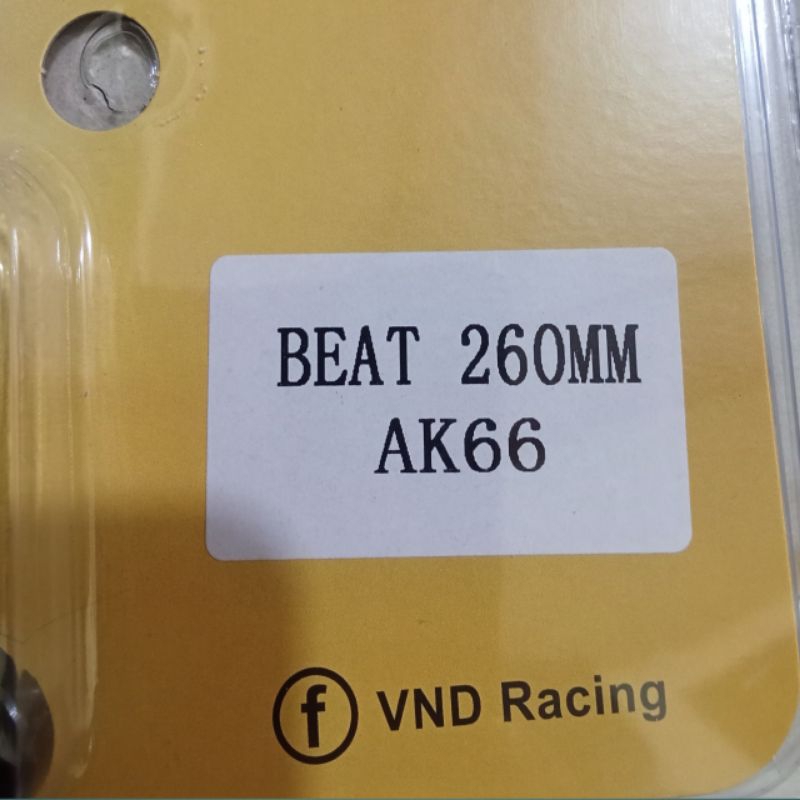 BEAT 260MM
AK66
f VND Racing